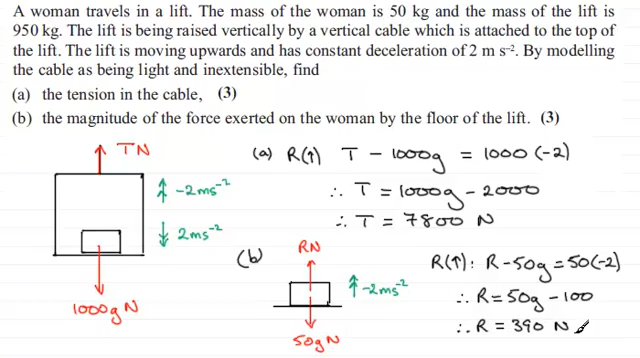 A woman travels in a lift. The mass of the woman is 50 kg and the mass of the lift is
950 kg. The lift is being raised vertically by a vertical cable which is attached to the top of
the lift. The lift is moving upwards and has constant deceleration of 2 m s⁻². By modelling
the cable as being light and inextensible, find
(a) the tension in the cable, (3)
(b) the magnitude of the force exerted on the woman by the floor of the lift. (3)
TN
-2ms⁻²
2ms⁻²
1000g N
(a) R(↑) T - 1000g = 1000(-2)
∴ T = 1000g - 2000
∴ T = 7800 N
(b)
RN
-2ms⁻²
50g N
R(↑): R - 50g = 50(-2)
∴ R = 50g - 100
∴ R = 390 N